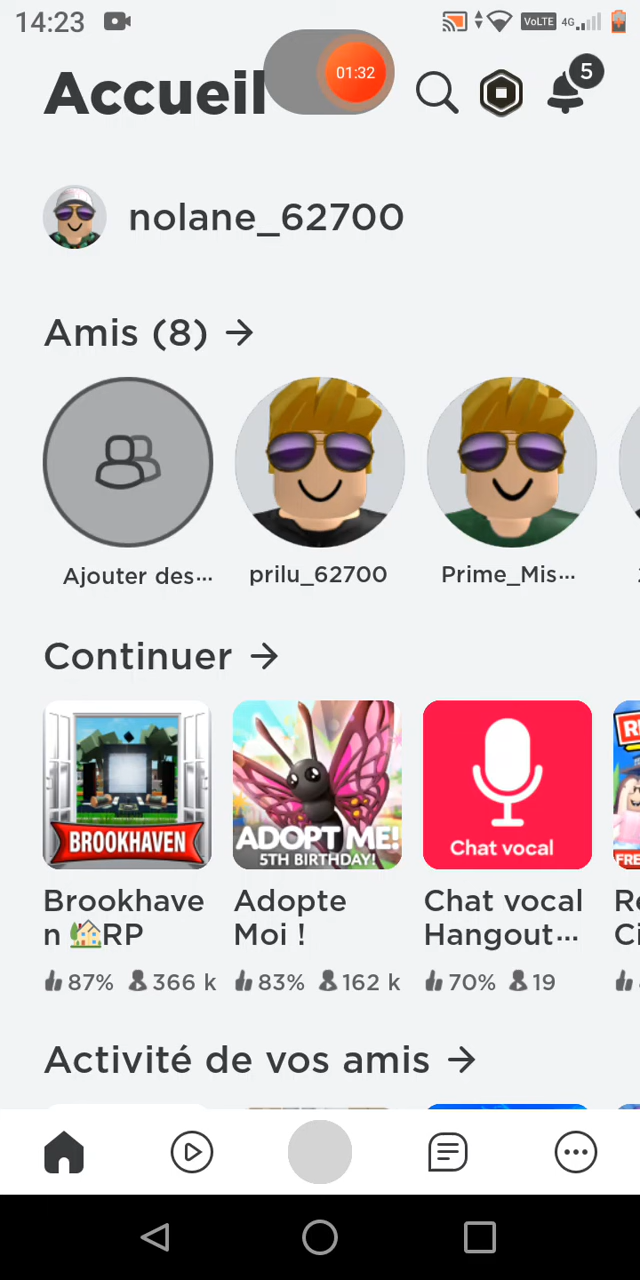 14:23
VoLTE 4G
01:32
Accueil
5
nolane_62700
Amis (8) →
Ajouter des...
prilu_62700
Prime_Mis...
Continuer →
BROOKHAVEN
ADOPT ME!
5TH BIRTHDAY!
Chat vocal
FREE
Brookhave
n 🏡RP
Adopte
Moi !
Chat vocal
Hangout...
87% 366 k
83% 162 k
70% 19
Activité de vos amis →